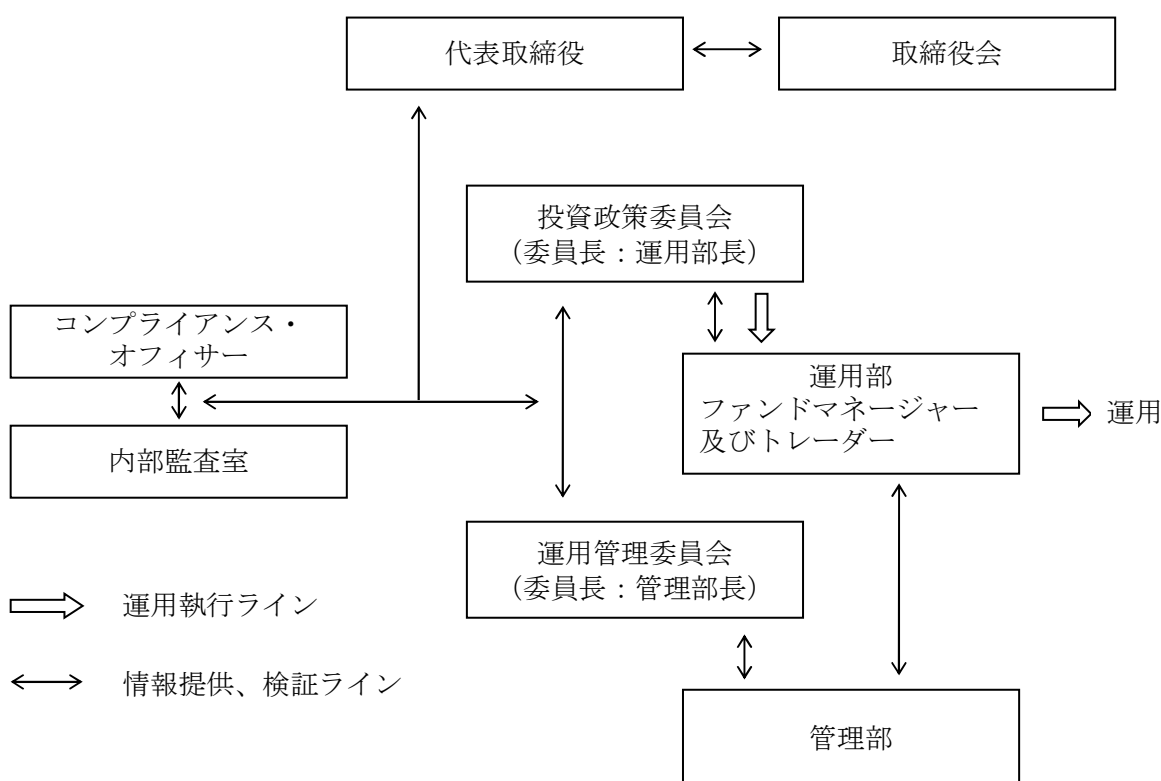 代表取締役
取締役会
投資政策委員会
（委員長：運用部長）
コンプライアンス・
オフィサー
運用部
ファンドマネージャー
及びトレーダー
運用
内部監査室
運用管理委員会
（委員長：管理部長）
運用執行ライン
情報提供、検証ライン
管理部